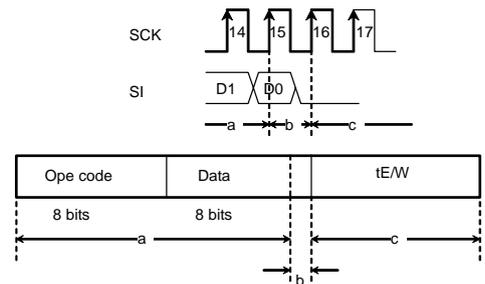 SCK 14 15 16 17
SI D1 D0
a b c
Ope code Data tE/W
8 bits 8 bits
a c
b